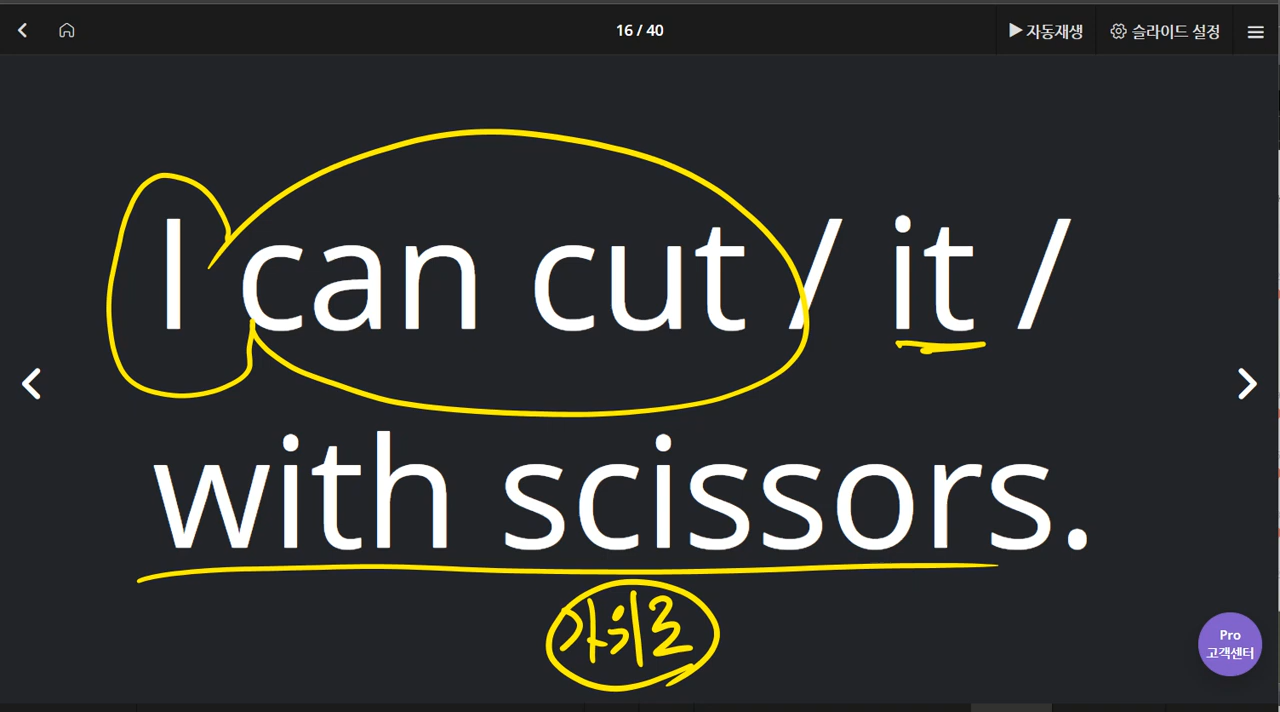 16 / 40
▶ 자동재생
슬라이드 설정
I can cut / it /
with scissors.
가위로
Pro
고객센터